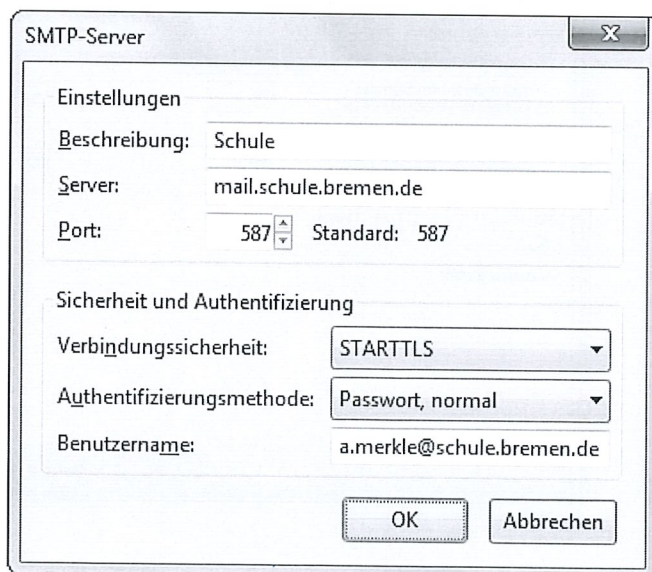 SMTP-Server
Einstellungen
Beschreibung: Schule
Server: mail.schule.bremen.de
Port: 587 Standard: 587
Sicherheit und Authentifizierung
Verbindungssicherheit: STARTTLS
Authentifizierungsmethode: Passwort, normal
Benutzername: a.merkle@schule.bremen.de
OK Abbrechen